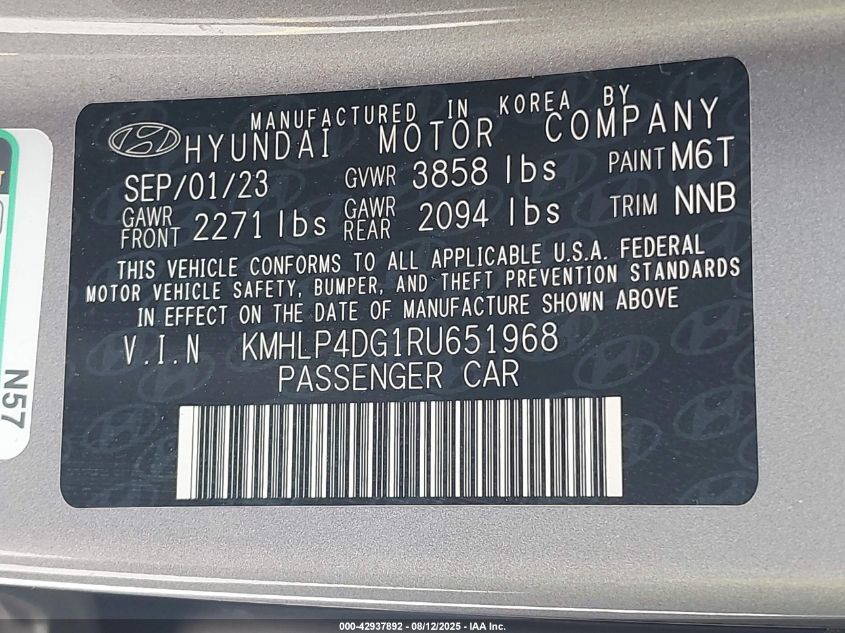 MANUFACTURED IN KOREA BY
HYUNDAI MOTOR COMPANY
SEP/01/23 GVWR 3858 lbs PAINT M6T
GAWR FRONT 2271 lbs GAWR REAR 2094 lbs TRIM NNB
THIS VEHICLE CONFORMS TO ALL APPLICABLE U.S.A. FEDERAL
MOTOR VEHICLE SAFETY, BUMPER, AND THEFT PREVENTION STANDARDS
IN EFFECT ON THE DATE OF MANUFACTURE SHOWN ABOVE
V.I.N KMHLP4DG1RU651968
PASSENGER CAR
N57
000-42937892 - 08/12/2025 - IAA Inc.